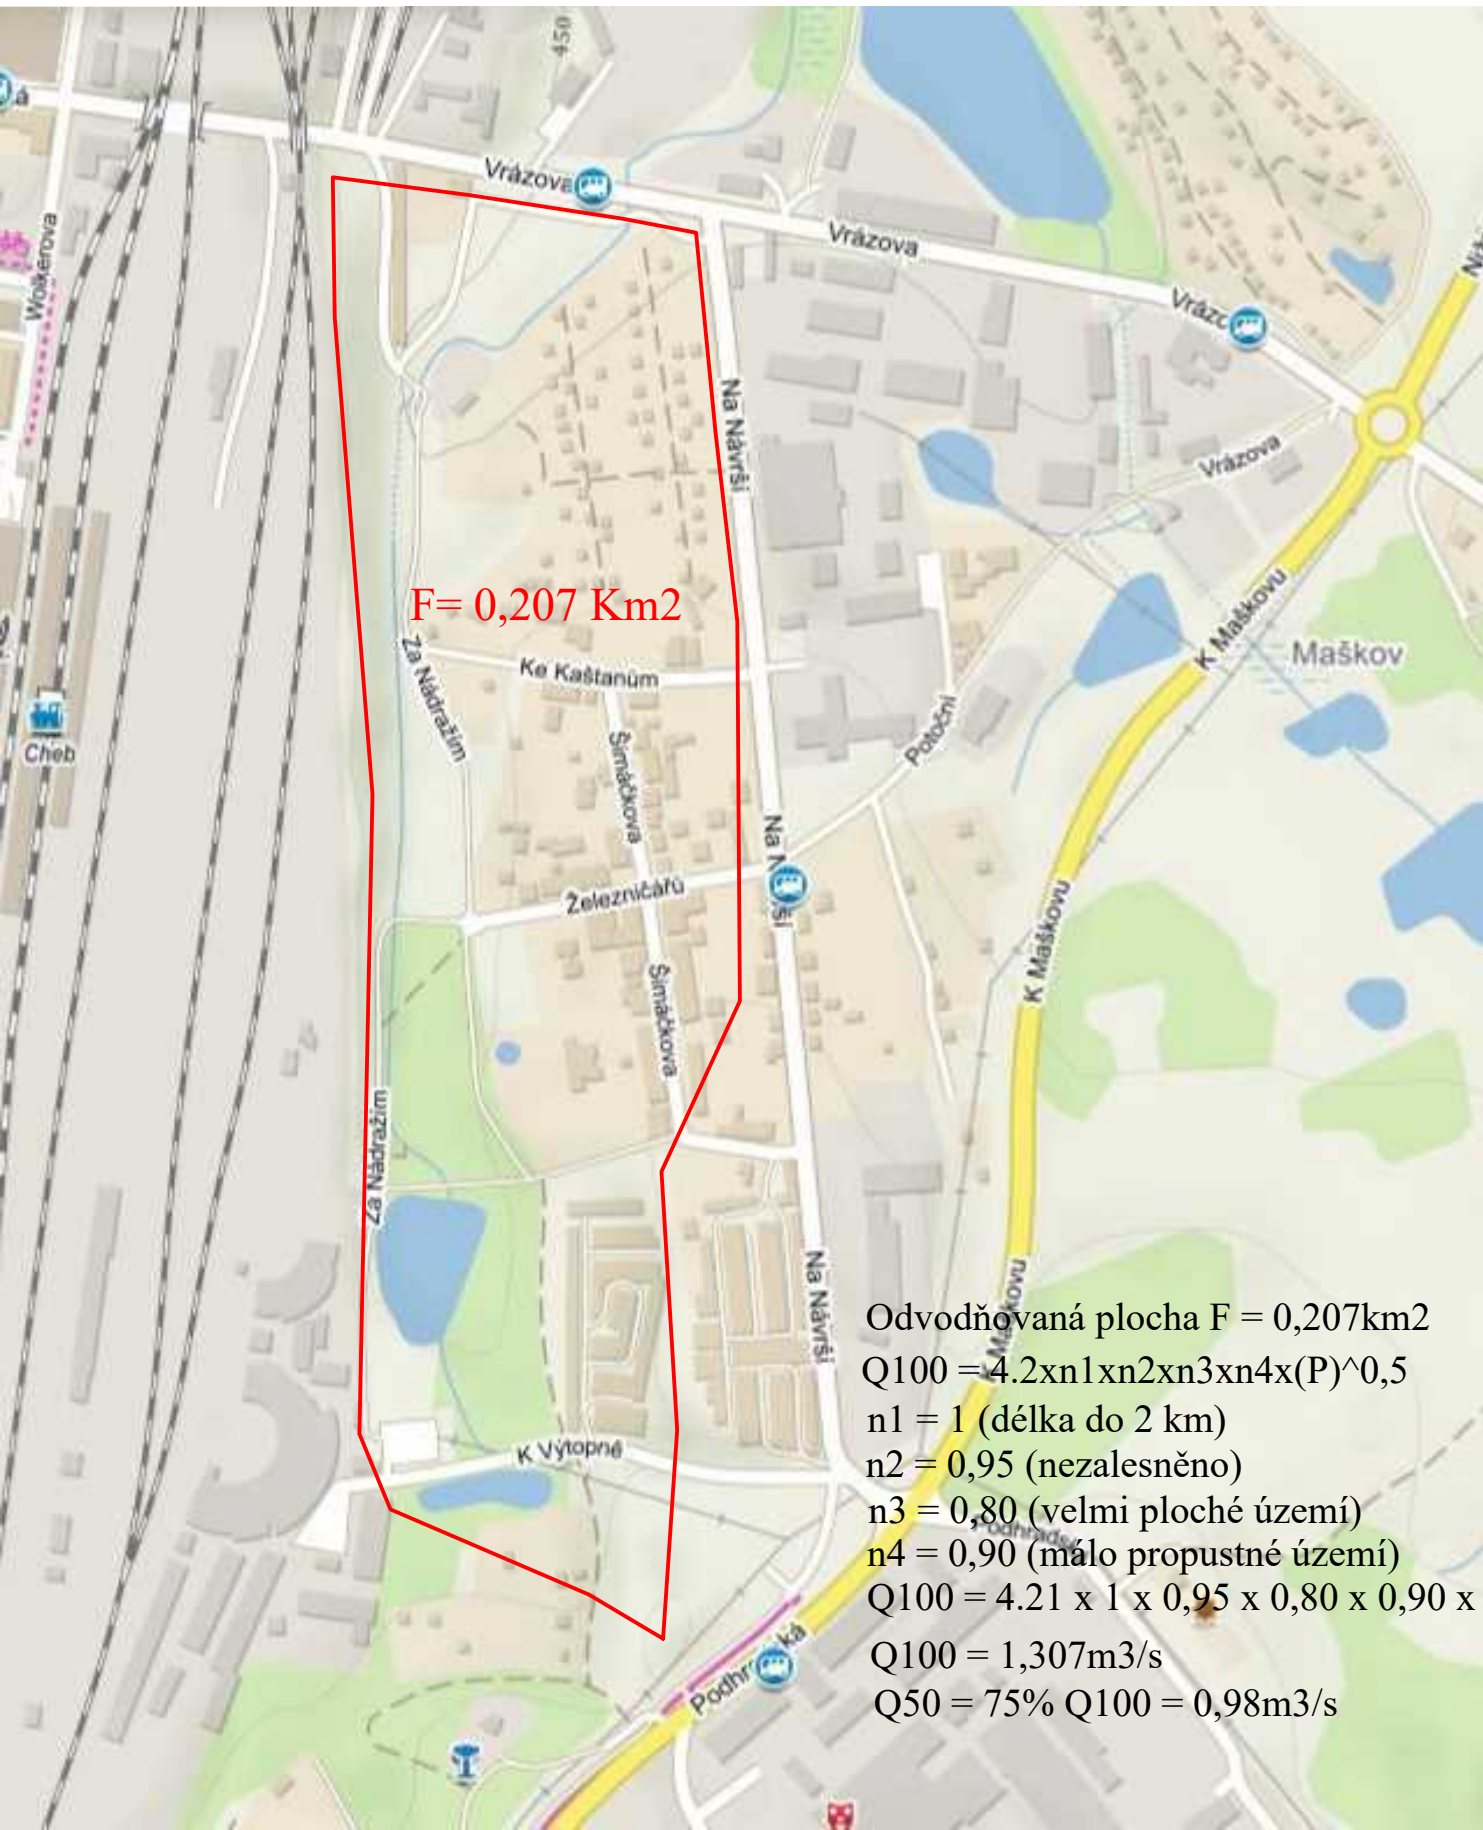 450
Vrázova
Vrázova
Vrázova
Wolkerova
Na Návrší
F= 0,207 Km2
K Maškovu
Maškov
Ke Kaštanům
Za Nádražím
Potoční
Cheb
Šimáčkova
Železničářů
K Maškovu
Šimáčkova
Za Nádražím
Na Návrší
K Výtopně
Odvodňovaná plocha F = 0,207km2
Q100 = 4.2xn1xn2xn3xn4x(P)^0,5
n1 = 1 (délka do 2 km)
n2 = 0,95 (nezalesněno)
n3 = 0,80 (velmi ploché území)
n4 = 0,90 (málo propustné území)
Q100 = 4.21 x 1 x 0,95 x 0,80 x 0,90 x
Q100 = 1,307m3/s
Q50 = 75% Q100 = 0,98m3/s